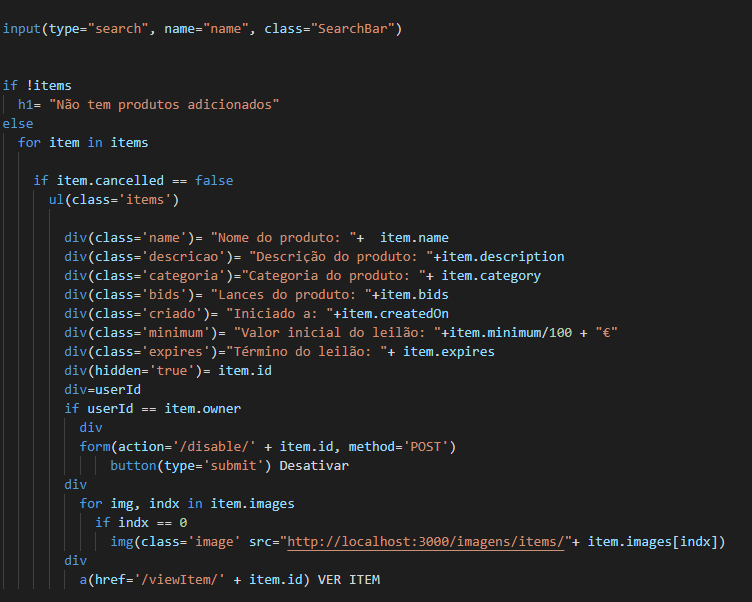 input(type="search", name="name", class="SearchBar")
if !items
h1= "Não tem produtos adicionados"
else
for item in items
if item.cancelled == false
ul(class='items')
div(class='name')= "Nome do produto: "+  item.name
div(class='descricao')= "Descrição do produto: "+item.description
div(class='categoria')="Categoria do produto: "+ item.category
div(class='bids')= "Lances do produto: "+item.bids
div(class='criado')= "Iniciado a: "+item.createdOn
div(class='minimum')= "Valor inicial do leilão: "+item.minimum/100 + "€"
div(class='expires')="Término do leilão: "+ item.expires
div(hidden='true')= item.id
div=userId
if userId == item.owner
div
form(action='/disable/' + item.id, method='POST')
button(type='submit') Desativar
div
for img, indx in item.images
if indx == 0
img(class='image' src="http://localhost:3000/imagens/items/"+ item.images[indx])
div
a(href='/viewItem/' + item.id) VER ITEM